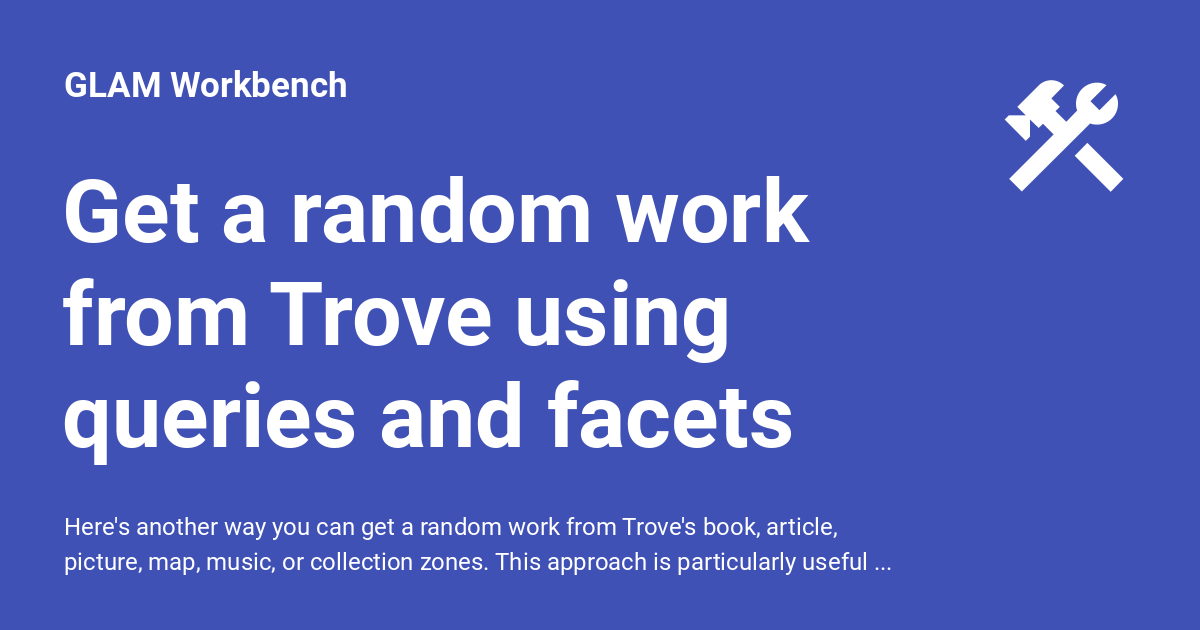 GLAM Workbench
Get a random work
from Trove using
queries and facets
Here's another way you can get a random work from Trove's book, article,
picture, map, music, or collection zones. This approach is particularly useful ...